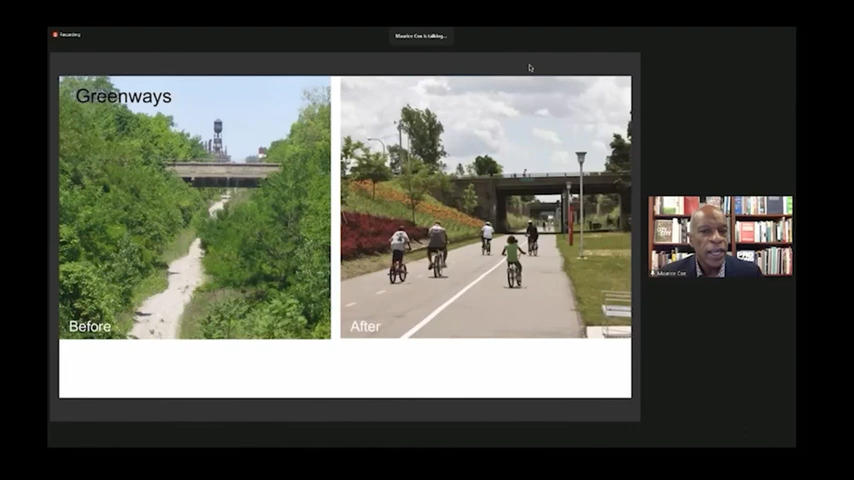 Recording
Maurice Cox is talking...
Greenways
Before
After
Maurice Cox